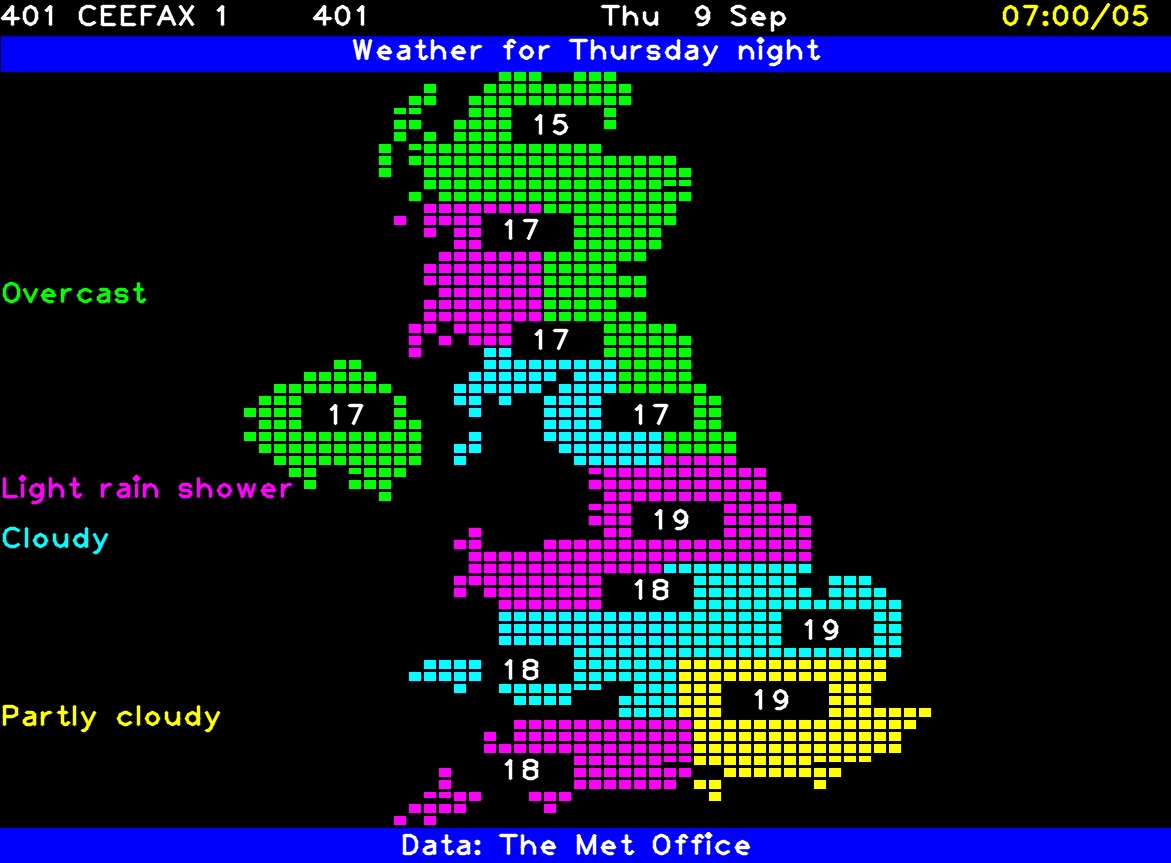 401 CEEFAX 1 401 Thu 9 Sep 07:00/05
Weather for Thursday night
15
17
Overcast
17
17 17
Light rain shower
19
Cloudy
18
19
18
19
Partly cloudy
18
Data: The Met Office